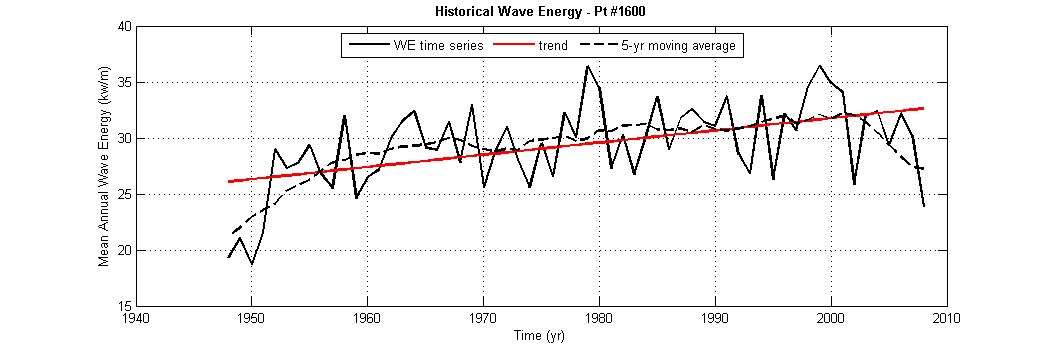 Historical Wave Energy - Pt #1600
WE time series trend 5-yr moving average
Mean Annual Wave Energy (kw/m)
40
35
30
25
20
15
1940 1950 1960 1970 1980 1990 2000 2010
Time (yr)